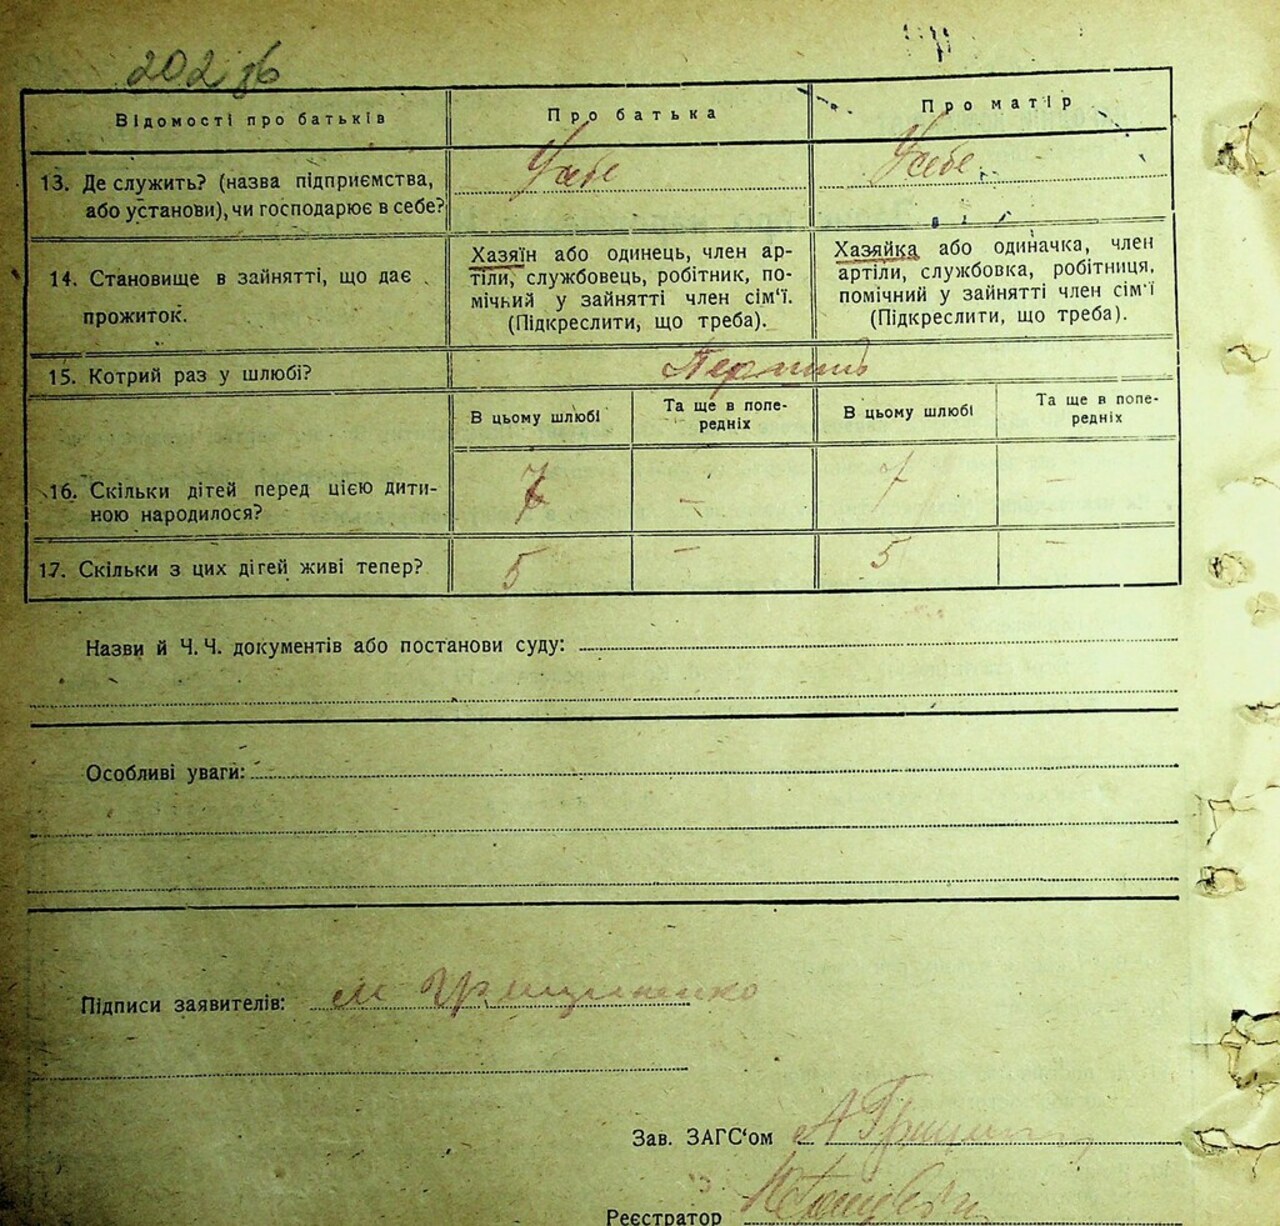 202 зв
Відомості про батьків
Про батька
Про матір
13. Де служить? (назва підприємства,
або установи), чи господарює в себе?
У себе
У себе
14. Становище в зайнятті, що дає
прожиток.
Хазяїн або одинець, член ар-
тіли, службовець, робітник, по-
мічний у зайнятті член сім'ї.
(Підкреслити, що треба).
Хазяйка або одиначка, член
артіли, службовка, робітниця,
помічний у зайнятті член сім'ї
(Підкреслити, що треба).
15. Котрий раз у шлюбі?
В цьому шлюбі
Та ще в попе-
редніх
В цьому шлюбі
Та ще в попе-
редніх
16. Скільки дітей перед цією дити-
ною народилося?
7 – 7 –
17. Скільки з цих дітей живі тепер?
5 – 5 –
Назви й Ч. Ч. документів або постанови суду:
Особливі уваги:
Підписи заявителів: М Грищиненко
Зав. ЗАГС'ом
Реєстратор